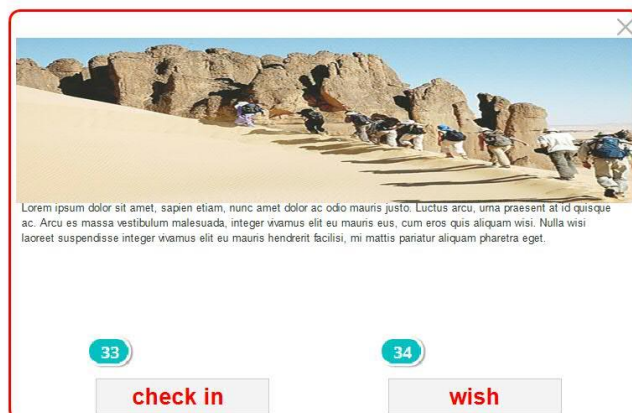 Lorem ipsum dolor sit amet, sapien etiam, nunc amet dolor ac odio mauris justo. Luctus arcu, urna praesent at id quisque
ac. Arcu es massa vestibulum malesuada, integer vivamus elit eu mauris eus, cum eros quis aliquam wisi. Nulla wisi
laoreet suspendisse integer vivamus elit eu mauris hendrerit facilisi, mi mattis pariatur aliquam pharetra eget.
33 34
check in wish